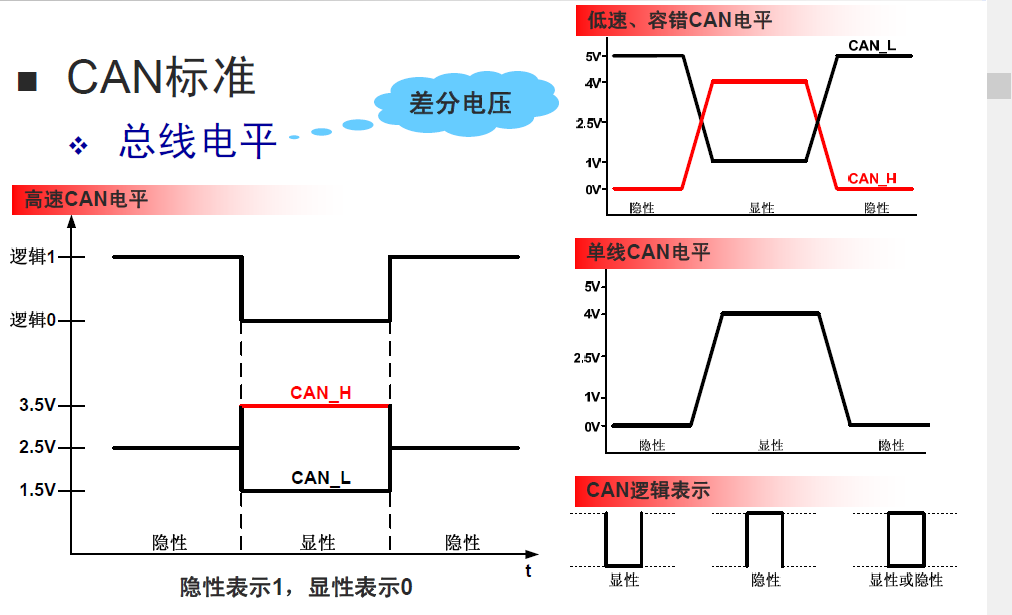 ■ CAN标准
❖ 总线电平
差分电压
高速CAN电平
逻辑1
逻辑0
3.5V
2.5V
1.5V
CAN_H
CAN_L
隐性 显性 隐性
t
隐性表示1，显性表示0
低速、容错CAN电平
5V
4V
2.5V
1V
0V
CAN_L
CAN_H
隐性 显性 隐性
单线CAN电平
5V
4V
2.5V
1V
0V
隐性 显性 隐性
CAN逻辑表示
显性 隐性 显性或隐性